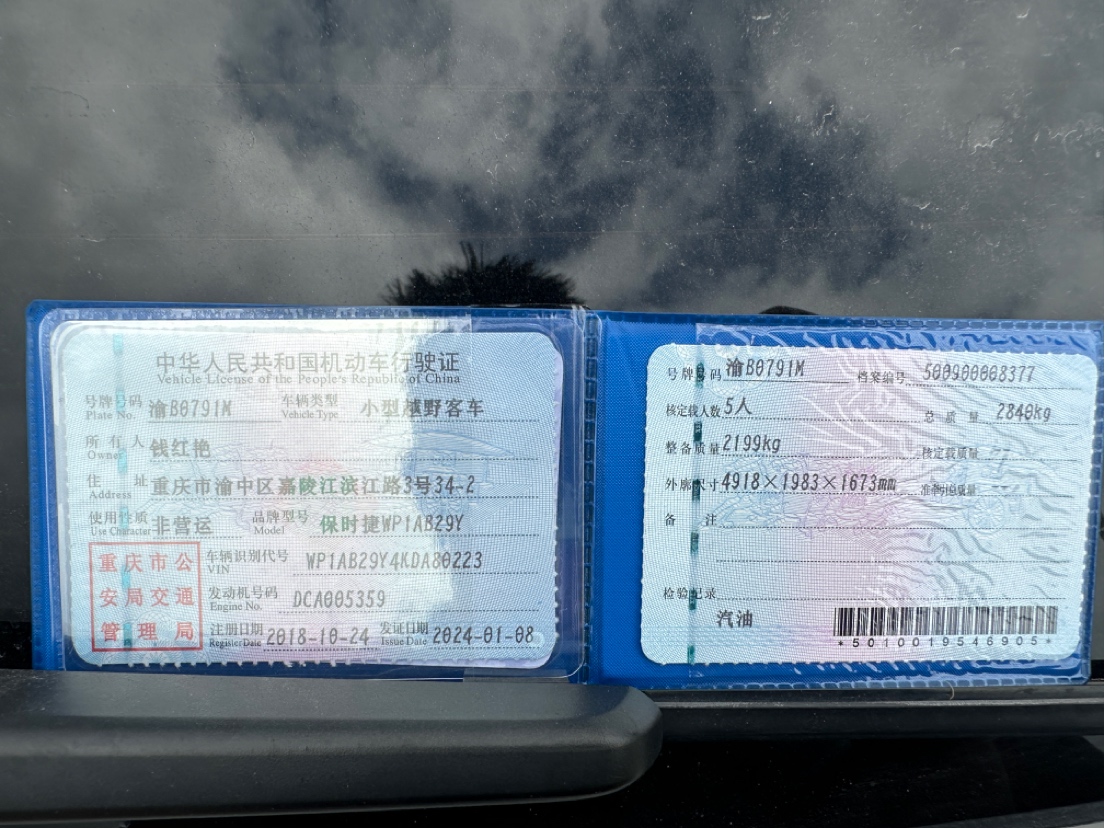 中华人民共和国机动车行驶证
Vehicle License of the People's Republic of China
号牌号码 渝B0791M 车辆类型 小型越野客车
Plate No. Vehicle Type
所有人 钱红艳
Owner
住址 重庆市渝中区嘉陵江滨江路3号34-2
Address
使用性质 非营运 品牌型号 保时捷WP1AB29Y
Use Character Model
重庆市公安局交通管理局
车辆识别代号 WP1AB29Y4KDA80223
VIN
发动机号码 DCA005359
Engine No.
注册日期 2018-10-24 发证日期 2024-01-08
Register Date Issue Date
号牌号码 渝B0791M 档案编号 500900008377
核定载人数 5人 总质量 2840kg
整备质量 2199kg 核定载质量 --
外廓尺寸 4918×1983×1673mm 准牵引总质量 --
备注
检验记录
汽油
*5010019546905*